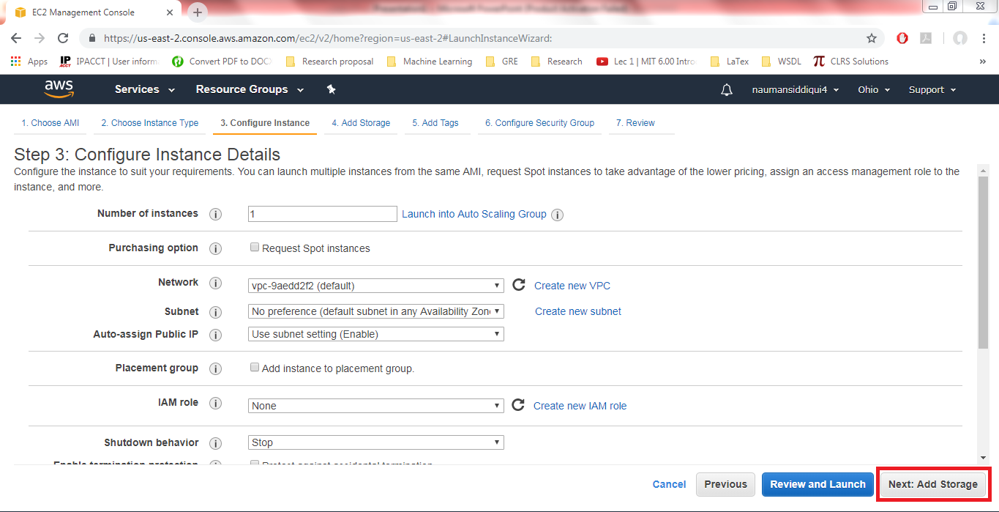 Presentation1 - Microsoft PowerPoint (Product Activation Failed)
EC2 Management Console
https://us-east-2.console.aws.amazon.com/ec2/v2/home?region=us-east-2#LaunchInstanceWizard:
Apps IPACCT | User inform Convert PDF to DOC Research proposal Machine Learning GRE Research Lec 1 | MIT 6.00 Intro LaTex WSDL CLRS Solutions »
aws Services Resource Groups naumansiddiqui4 Ohio Support
1. Choose AMI 2. Choose Instance Type 3. Configure Instance 4. Add Storage 5. Add Tags 6. Configure Security Group 7. Review
Step 3: Configure Instance Details
Configure the instance to suit your requirements. You can launch multiple instances from the same AMI, request Spot instances to take advantage of the lower pricing, assign an access management role to the
instance, and more.
Number of instances i 1 Launch into Auto Scaling Group i
Purchasing option i Request Spot instances
Network i vpc-9aedd2f2 (default) Create new VPC
Subnet i No preference (default subnet in any Availability Zone Create new subnet
Auto-assign Public IP i Use subnet setting (Enable)
Placement group i Add instance to placement group.
IAM role i None Create new IAM role
Shutdown behavior i Stop
Enable termination protection i Protect against accidental termination
Cancel Previous Review and Launch Next: Add Storage